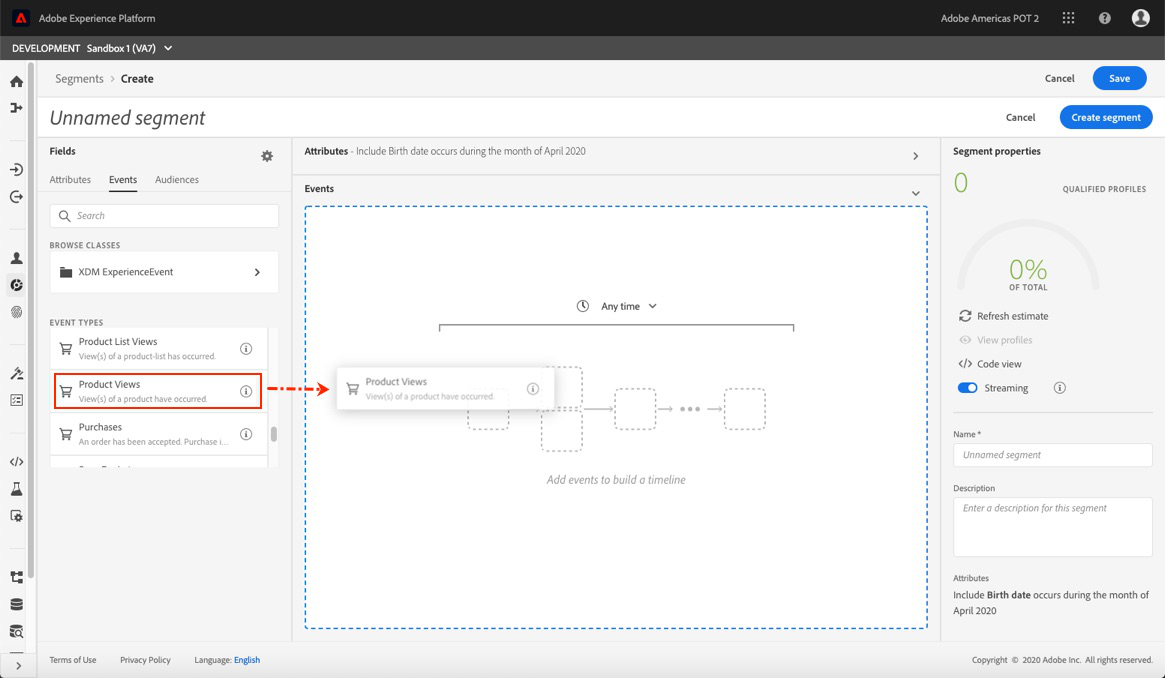 Adobe Experience Platform
Adobe Americas POT 2
DEVELOPMENT Sandbox 1 (VA7)
Segments > Create
Cancel
Save
Unnamed segment
Cancel
Create segment
Fields
Attributes
Events
Audiences
Search
BROWSE CLASSES
XDM ExperienceEvent
EVENT TYPES
Product List Views
View(s) of a product-list has occurred.
Product Views
View(s) of a product have occurred.
Purchases
An order has been accepted. Purchase i...
Attributes - Include Birth date occurs during the month of April 2020
Events
Any time
Product Views
View(s) of a product have occurred.
Add events to build a timeline
Segment properties
0
QUALIFIED PROFILES
0%
OF TOTAL
Refresh estimate
View profiles
Code view
Streaming
Name *
Unnamed segment
Description
Enter a description for this segment
Attributes
Include Birth date occurs during the month of
April 2020
Terms of Use
Privacy Policy
Language: English
Copyright © 2020 Adobe Inc. All rights reserved.